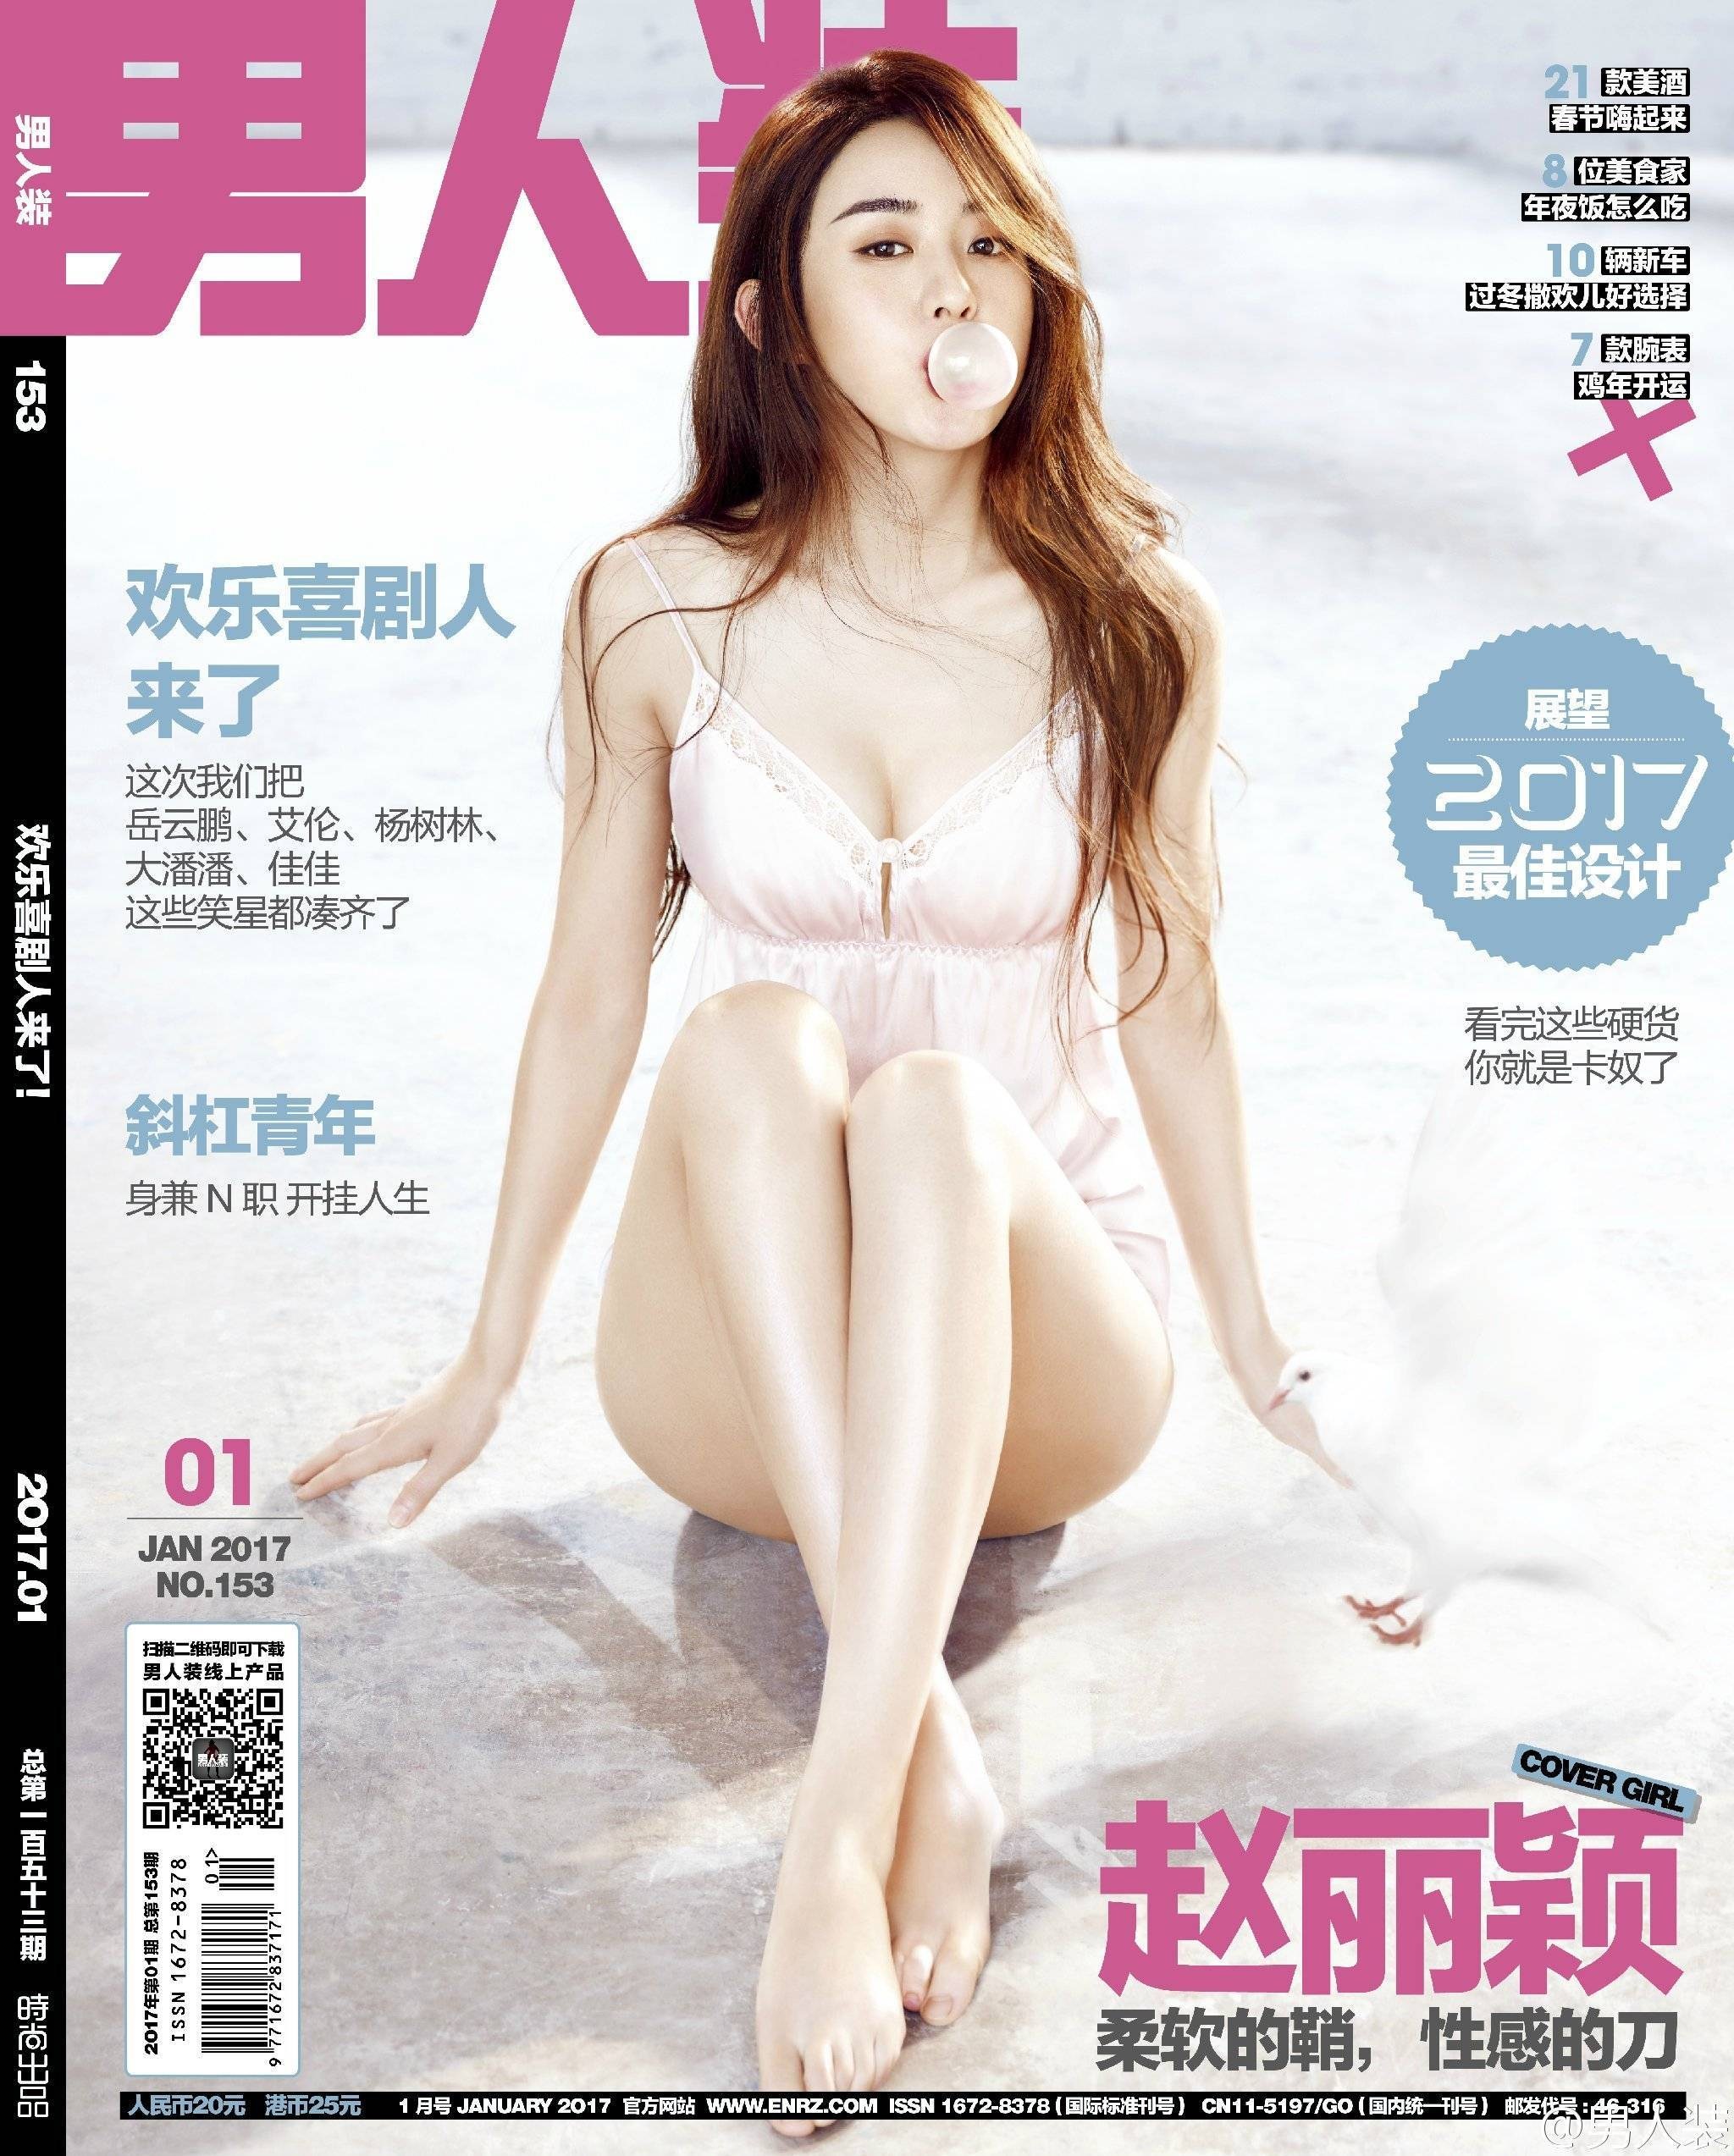 男人装
男人装
153
欢乐喜剧人来了!
2017.01
总第一百五十三期
時尚出品
21 款美酒
春节嗨起来
8 位美食家
年夜饭怎么吃
10 辆新车
过冬撒欢儿好选择
7 款腕表
鸡年开运
欢乐喜剧人
来了
这次我们把
岳云鹏、艾伦、杨树林、
大潘潘、佳佳
这些笑星都凑齐了
展望
2017
最佳设计
看完这些硬货
你就是卡奴了
斜杠青年
身兼 N 职 开挂人生
01
JAN 2017
NO.153
扫描二维码即可下载
男人装线上产品
男人装
2017年第01期 总第153期
ISSN 1672-8378
01>
9 771672 837171
COVER GIRL
赵丽颖
柔软的鞘，性感的刀
人民币20元 港币25元 1月号 JANUARY 2017 官方网站 WWW.ENRZ.COM ISSN 1672-8378 (国际标准刊号) CN11-5197/GO (国内统一刊号) 邮发代号:46-316
@男人装